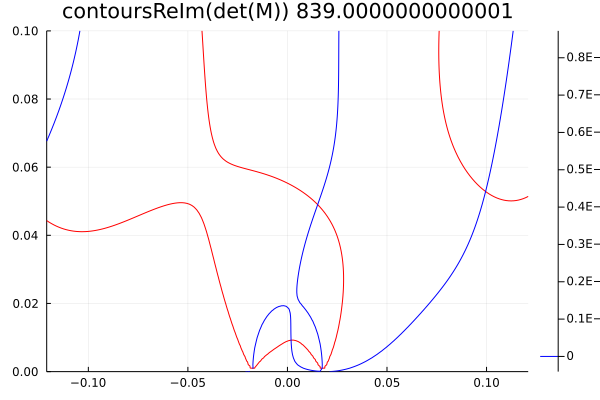 contoursReIm(det(M)) 839.0000000000001
0.10
0.08
0.06
0.04
0.02
0.00
−0.10 −0.05 0.00 0.05 0.10
0.8E−
0.7E−
0.6E−
0.5E−
0.4E−
0.3E−
0.2E−
0.1E−
0